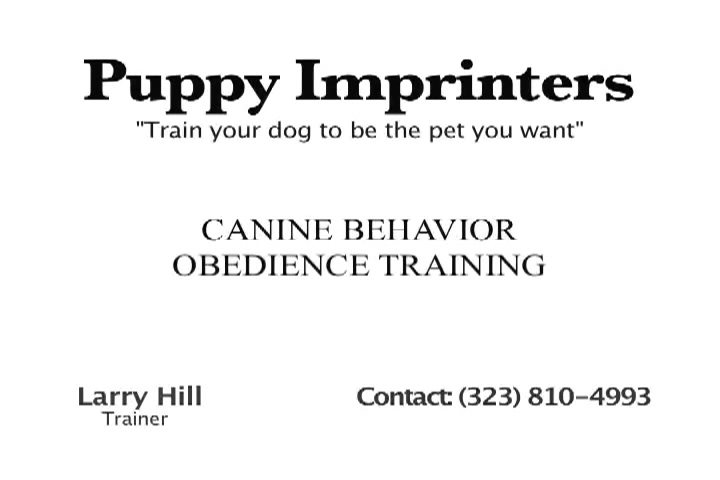 Puppy Imprinters
"Train your dog to be the pet you want"
CANINE BEHAVIOR
OBEDIENCE TRAINING
Larry Hill
Trainer
Contact: (323) 810-4993